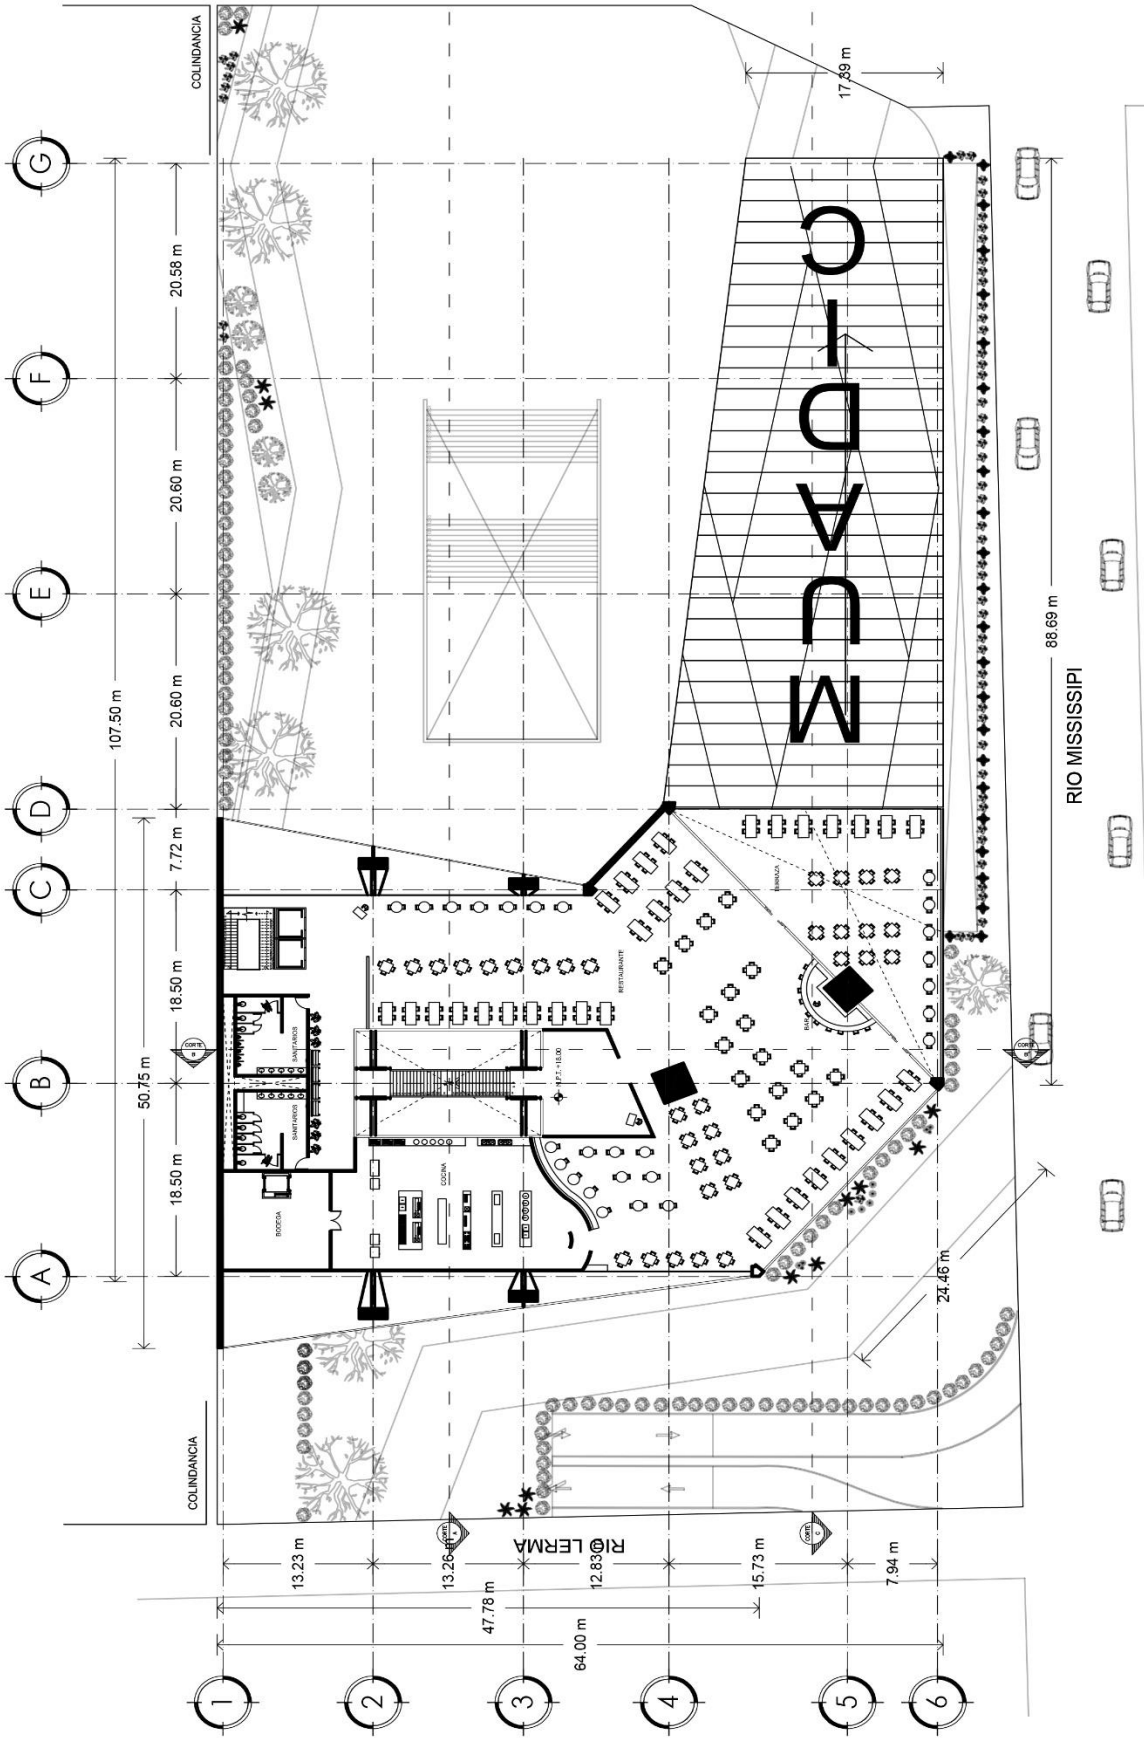 COLINDANCIA
G
F
E
D
C
B
A
107.50 m
20.58 m
20.60 m
20.60 m
7.72 m
18.50 m
18.50 m
50.75 m
17.39 m
88.69 m
24.46 m
CIDAUM
RIO MISSISSIPI
TERRAZA
RESTAURANTE
BAR
N.P.T. +18.00
SANITARIOS
SANITARIOS
COCINA
BODEGA
CORTE
B
CORTE
B
CORTE
A
CORTE
C
COLINDANCIA
RIO LERMA
13.23 m
13.26 m
12.83 m
15.73 m
7.94 m
47.78 m
64.00 m
1
2
3
4
5
6